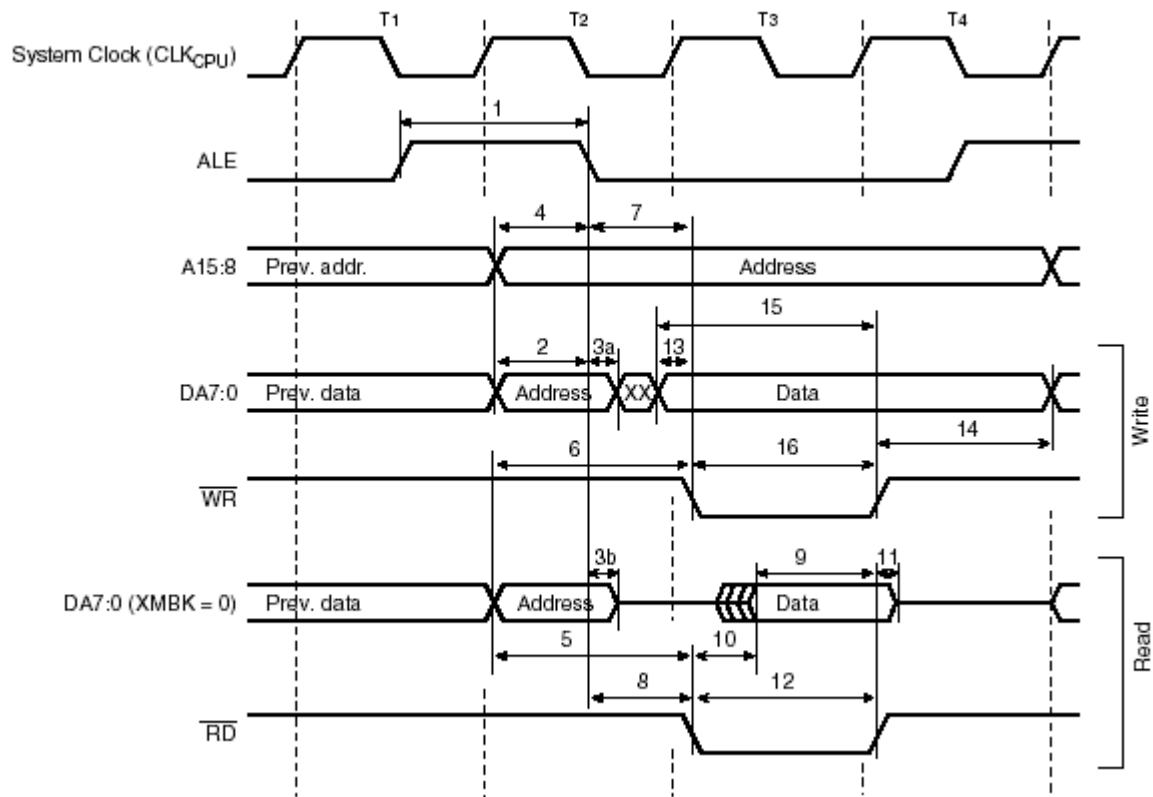 T1 T2 T3 T4
System Clock (CLKCPU)
1
ALE
4 7
A15:8 Prev. addr. Address
15
2 3a 13
DA7:0 Prev. data Address XX Data
14
6 16
WR
Write
3b 9 11
DA7:0 (XMBK = 0) Prev. data Address Data
5 10
8 12
RD
Read